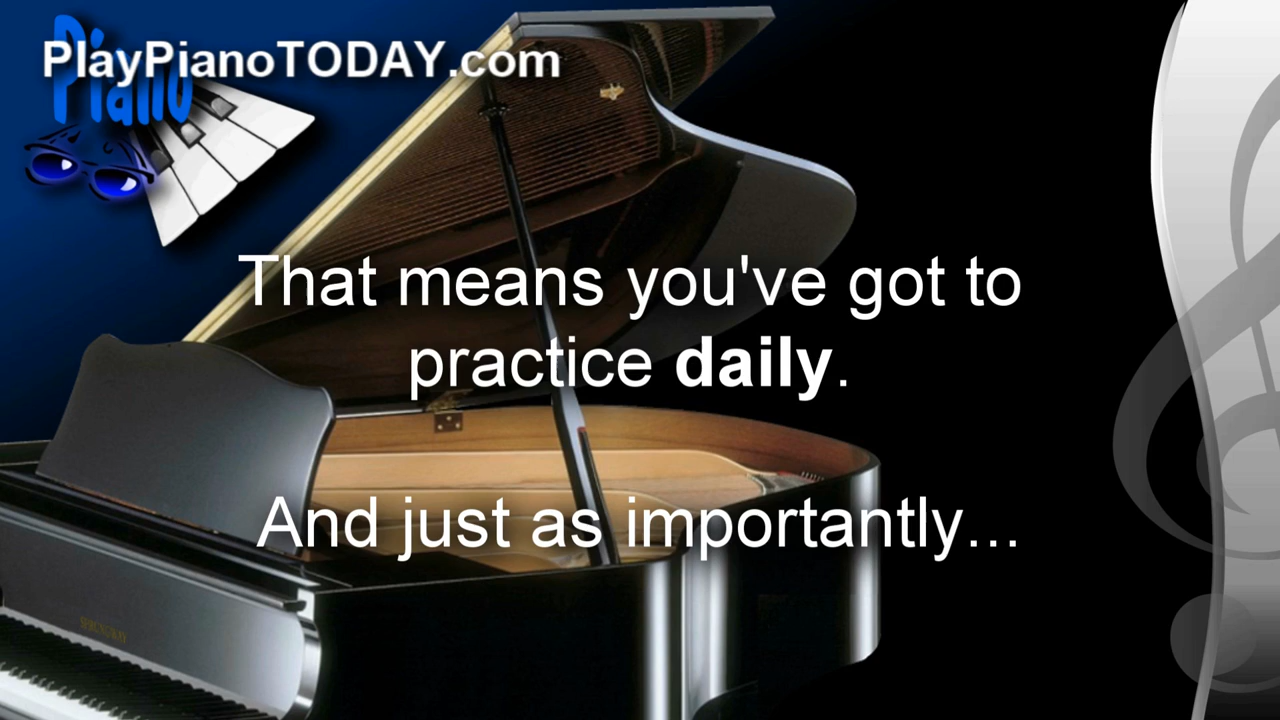 Piano
PlayPianoTODAY.com
That means you've got to
practice daily.
And just as importantly...